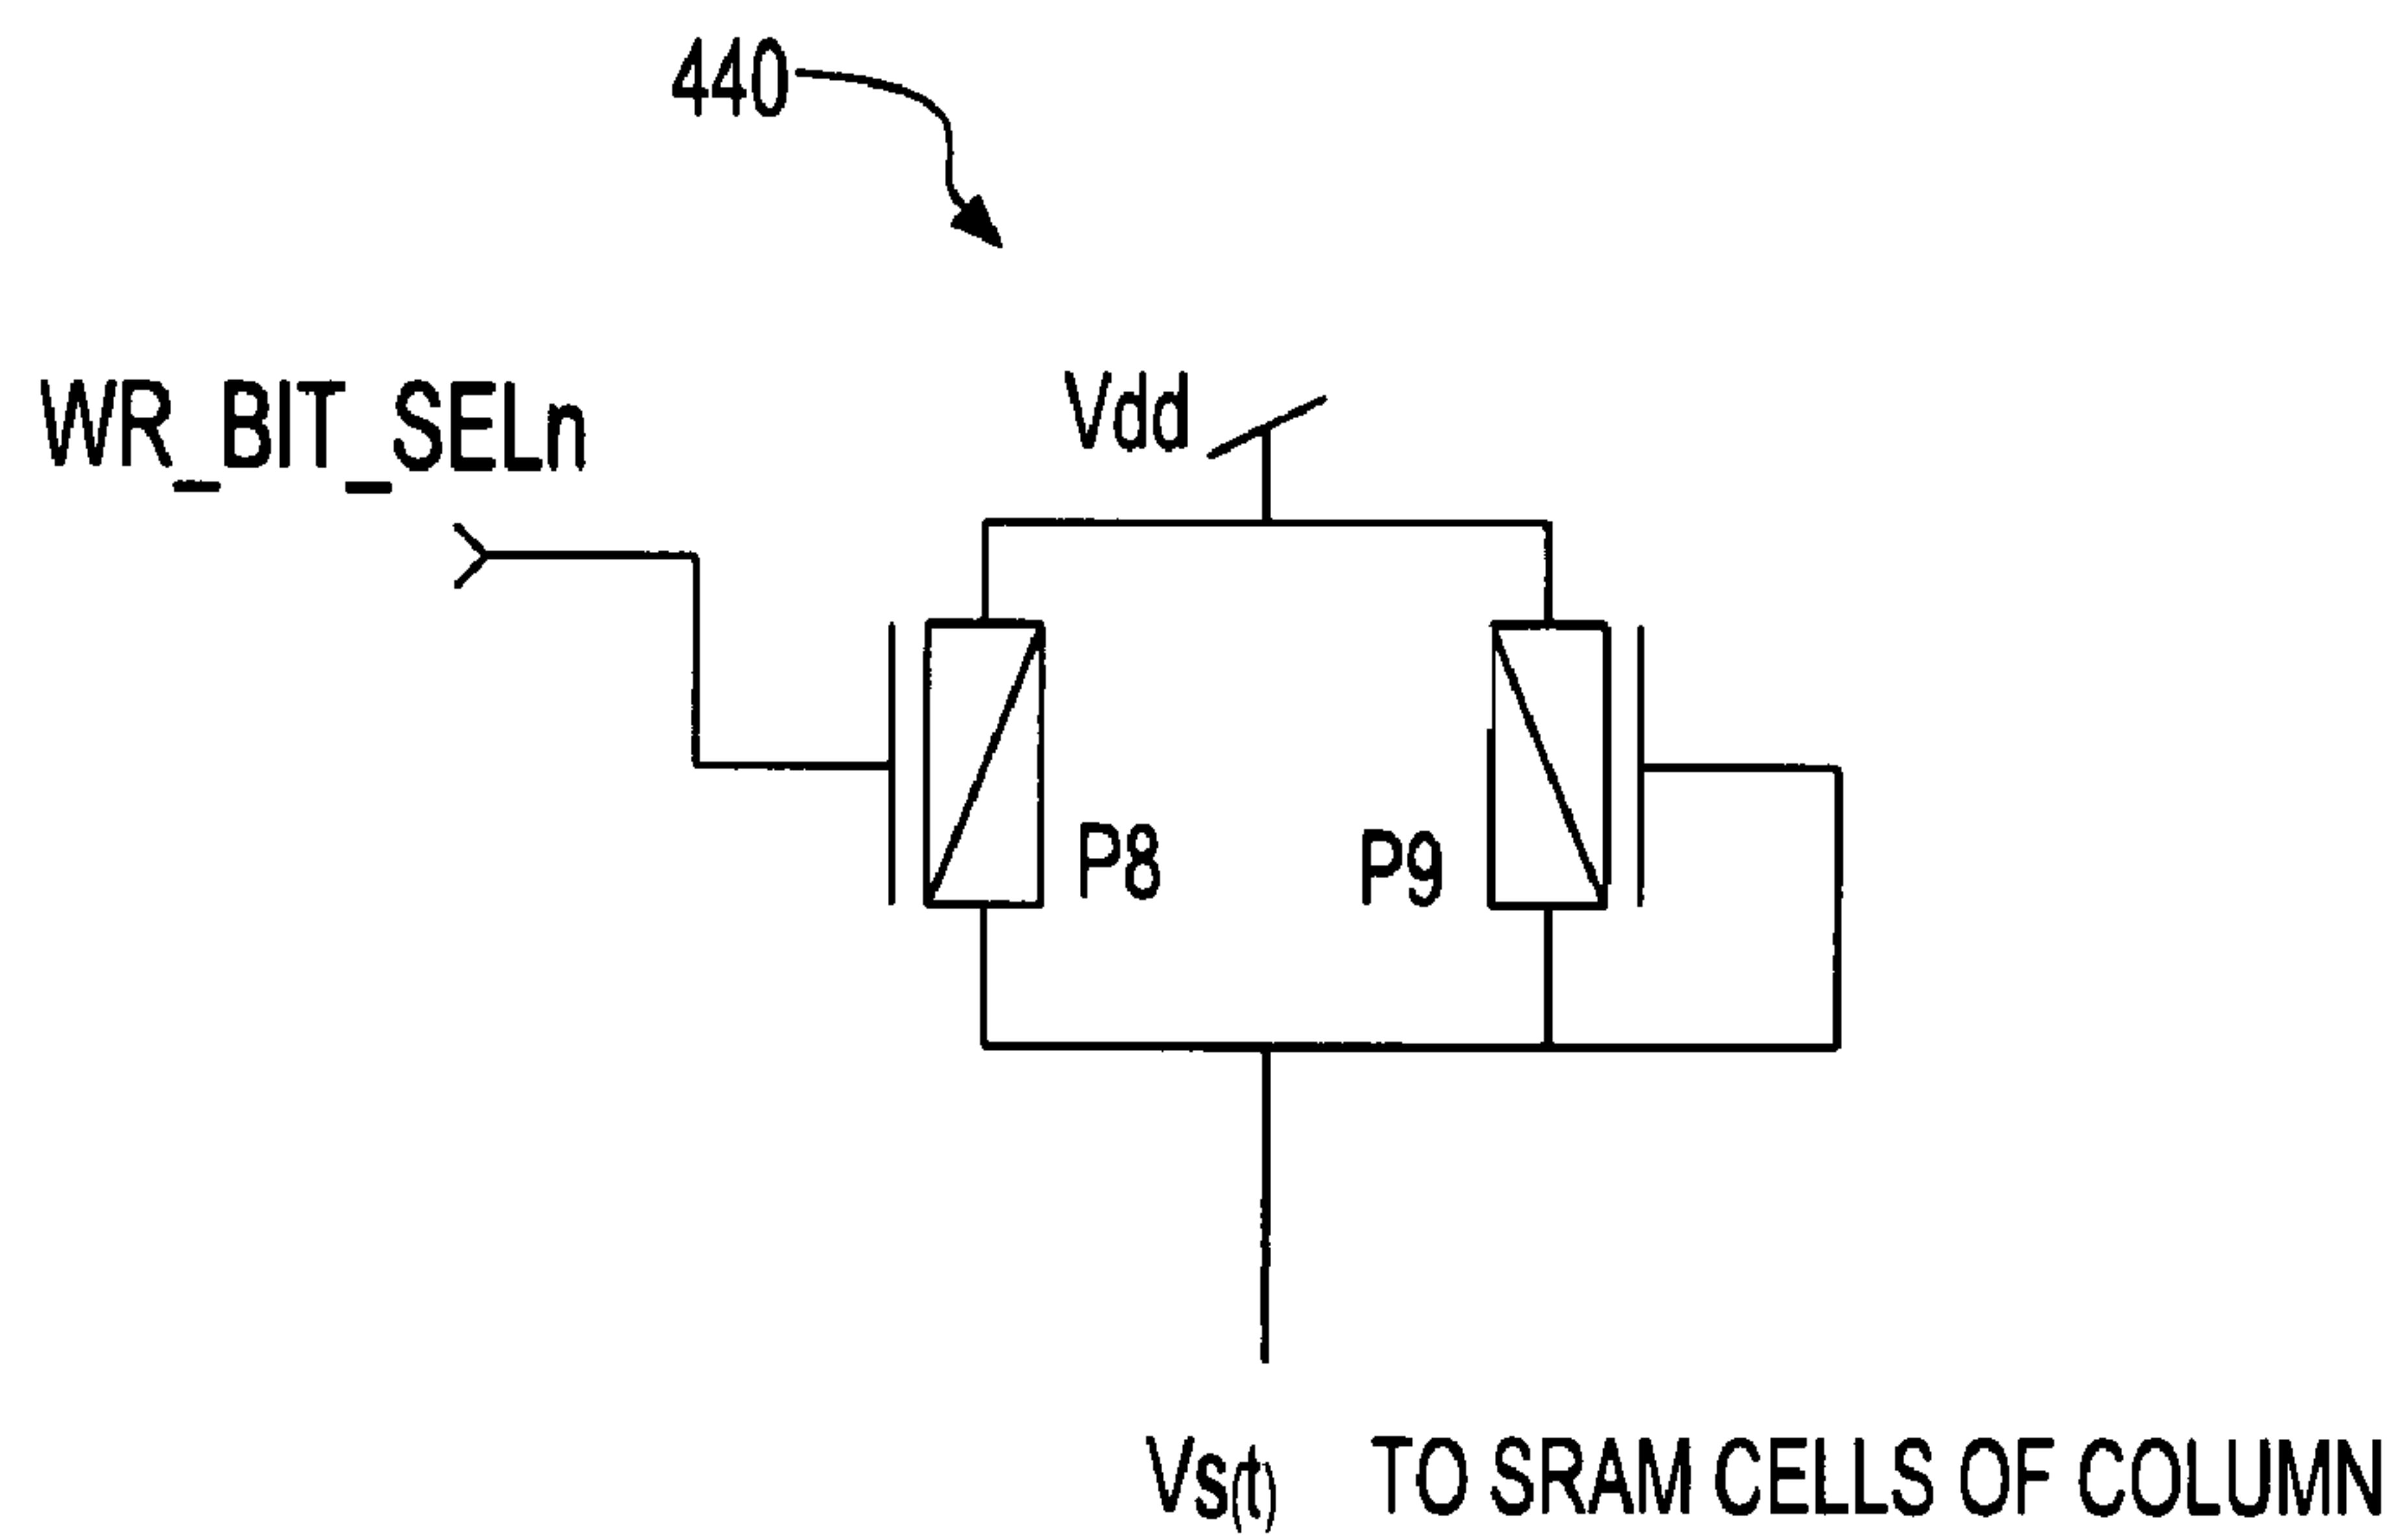 440
WR_BIT_SELn
Vdd
P8
P9
Vs(t) TO SRAM CELLS OF COLUMN